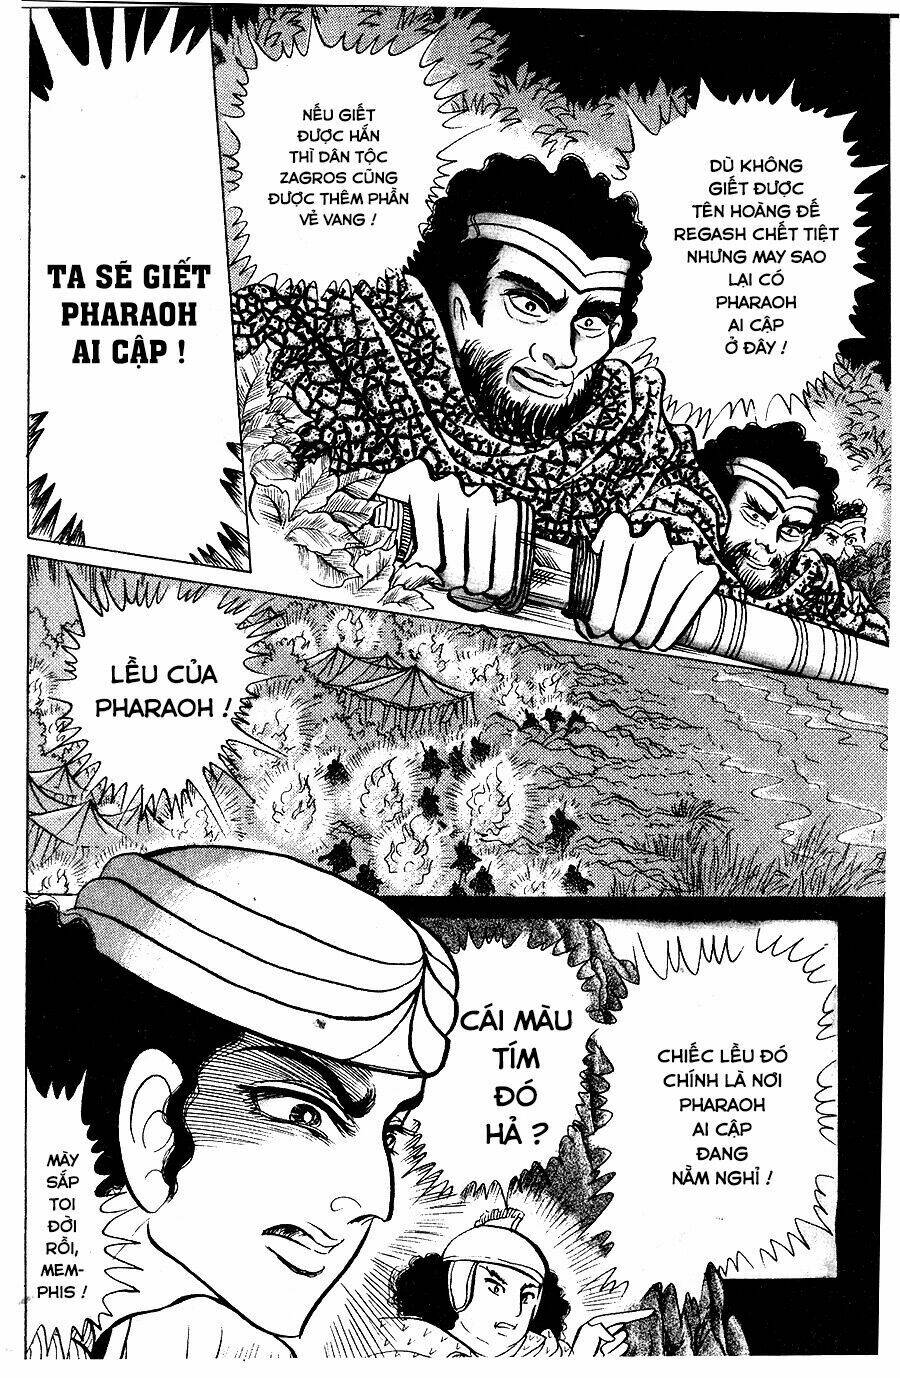 DÙ KHÔNG
GIẾT ĐƯỢC
TÊN HOÀNG ĐẾ
REGASH CHẾT TIỆT
NHƯNG MAY SAO
LẠI CÓ
PHARAOH
AI CẬP
Ở ĐÂY !
NẾU GIẾT
ĐƯỢC HẮN
THÌ DÂN TỘC
ZAGROS CŨNG
ĐƯỢC THÊM PHẦN
VẺ VANG !
TA SẼ GIẾT
PHARAOH
AI CẬP !
LỀU CỦA
PHARAOH !
CHIẾC LỀU ĐÓ
CHÍNH LÀ NƠI
PHARAOH
AI CẬP
ĐANG
NẰM NGHỈ !
CÁI MÀU
TÍM
ĐÓ
HẢ ?
MÀY
SẮP
TOI
ĐỜI
RỒI,
MEM-
PHIS !